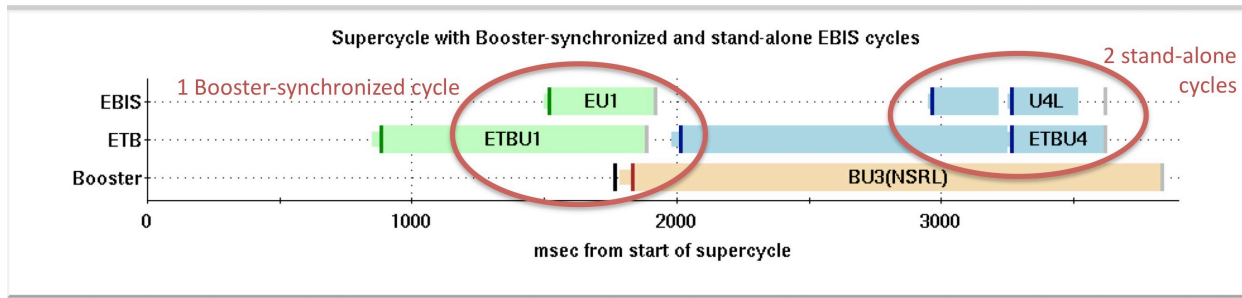 Supercycle with Booster-synchronized and stand-alone EBIS cycles
1 Booster-synchronized cycle
2 stand-alone
cycles
EBIS
EU1
U4L
ETB
ETBU1
ETBU4
Booster
BU3(NSRL)
0
1000
2000
3000
msec from start of supercycle